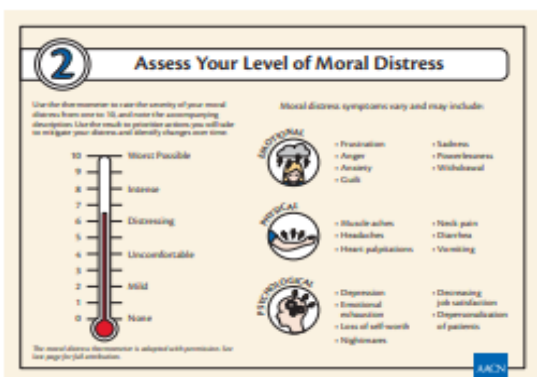 2
Assess Your Level of Moral Distress
Use the thermometer to rate the severity of your moral
distress from one to 10, and note the accompanying
description. Use the result to prioritize actions you will take
to mitigate your distress and identify changes over time.
10 Worst Possible
9
8 Intense
7
6 Distressing
5
4 Uncomfortable
3
2 Mild
1
0 None
The moral distress thermometer is adapted with permission. See
last page for full attribution.
Moral distress symptoms vary and may include:
EMOTIONAL
» Frustration
» Anger
» Anxiety
» Guilt
» Sadness
» Powerlessness
» Withdrawal
PHYSICAL
» Muscle aches
» Headaches
» Heart palpitations
» Neck pain
» Diarrhea
» Vomiting
PSYCHOLOGICAL
» Depression
» Emotional
exhaustion
» Loss of self-worth
» Nightmares
» Decreasing
job satisfaction
» Depersonalization
of patients
AACN